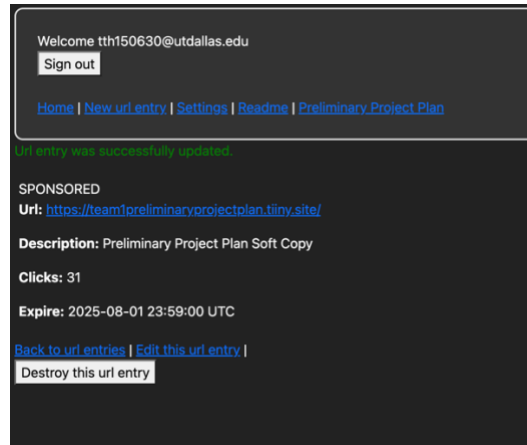 Welcome tth150630@utdallas.edu
Sign out
Home | New url entry | Settings | Readme | Preliminary Project Plan
Url entry was successfully updated.
SPONSORED
Url: https://team1preliminaryprojectplan.tiiny.site/
Description: Preliminary Project Plan Soft Copy
Clicks: 31
Expire: 2025-08-01 23:59:00 UTC
Back to url entries | Edit this url entry |
Destroy this url entry